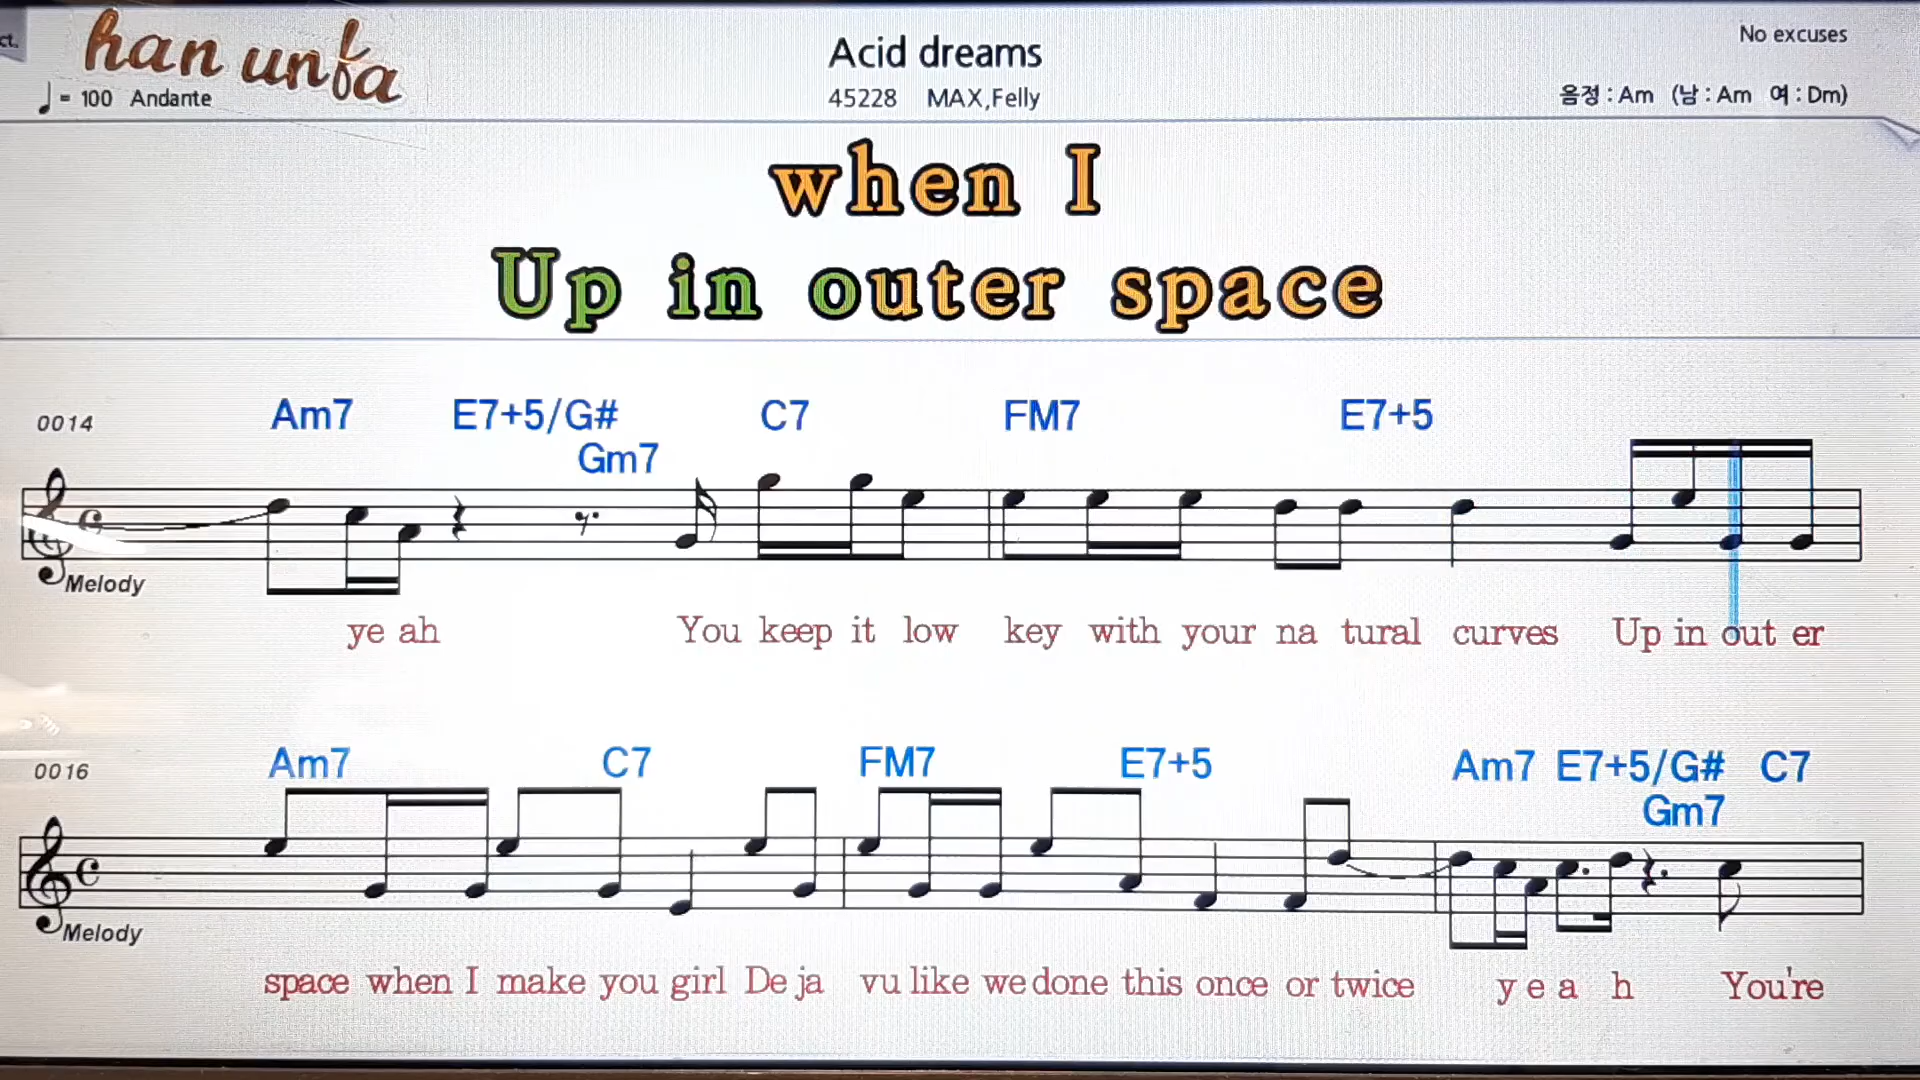 ct.
han unfa
= 100 Andante
Acid dreams
45228 MAX,Felly
No excuses
음정 : Am (남 : Am 여 : Dm)
when I
Up in outer space
0014
Am7 E7+5/G# C7 FM7 E7+5
Gm7
Melody
ye ah You keep it low key with your na tural curves Up in out er
0016
Am7 C7 FM7 E7+5 Am7 E7+5/G# C7
Gm7
Melody
space when I make you girl De ja vu like we done this once or twice y e a h You're